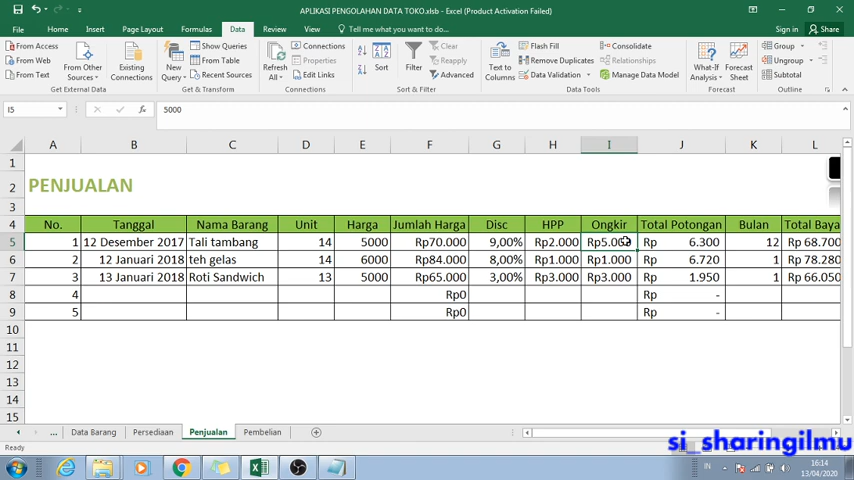 APLIKASI PENGOLAHAN DATA TOKO.xlsb - Excel (Product Activation Failed)
File Home Insert Page Layout Formulas Data Review View Tell me what you want to do... Sign in Share
From Access
From Web
From Text
From Other Sources
Existing Connections
Get External Data
New Query
Show Queries
From Table
Recent Sources
Get & Transform
Refresh All
Connections
Properties
Edit Links
Connections
Sort
Filter
Clear
Reapply
Advanced
Sort & Filter
Text to Columns
Flash Fill
Remove Duplicates
Data Validation
Consolidate
Relationships
Manage Data Model
Data Tools
What-If Analysis
Forecast Sheet
Forecast
Group
Ungroup
Subtotal
Outline
I5 fx 5000
A B C D E F G H I J K L
1
2 PENJUALAN
3
4 No. Tanggal Nama Barang Unit Harga Jumlah Harga Disc HPP Ongkir Total Potongan Bulan Total Baya
5 1 12 Desember 2017 Tali tambang 14 5000 Rp70.000 9,00% Rp2.000 Rp5.000 Rp 6.300 12 Rp 68.700
6 2 12 Januari 2018 teh gelas 14 6000 Rp84.000 8,00% Rp1.000 Rp1.000 Rp 6.720 1 Rp 78.280
7 3 13 Januari 2018 Roti Sandwich 13 5000 Rp65.000 3,00% Rp3.000 Rp3.000 Rp 1.950 1 Rp 66.050
8 4 Rp0 Rp -
9 5 Rp0 Rp -
10
11
12
13
14
15
... Data Barang Persediaan Penjualan Pembelian
Ready
si_sharingilmu
IN 16:14
13/04/2020